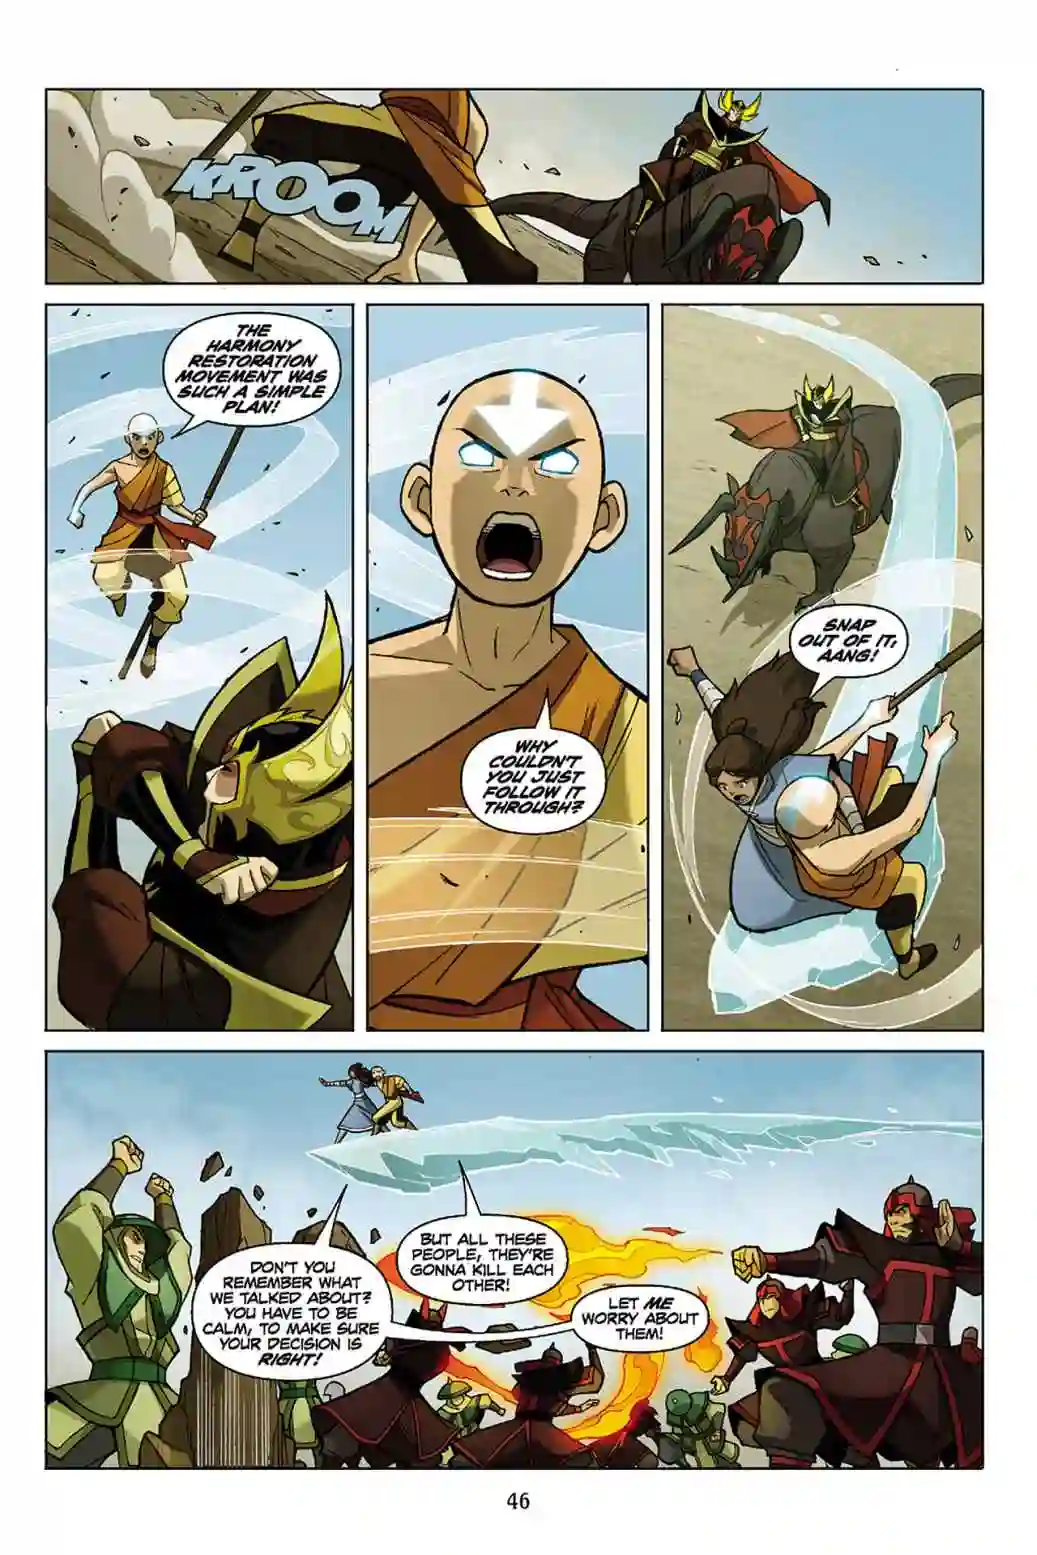 KROOM
THE
HARMONY
RESTORATION
MOVEMENT WAS
SUCH A SIMPLE
PLAN!
WHY
COULDN'T
YOU JUST
FOLLOW IT
THROUGH?
SNAP
OUT OF IT,
AANG!
DON'T YOU
REMEMBER WHAT
WE TALKED ABOUT?
YOU HAVE TO BE
CALM, TO MAKE SURE
YOUR DECISION IS
RIGHT!
BUT ALL THESE
PEOPLE, THEY'RE
GONNA KILL EACH
OTHER!
LET ME
WORRY ABOUT
THEM!
46